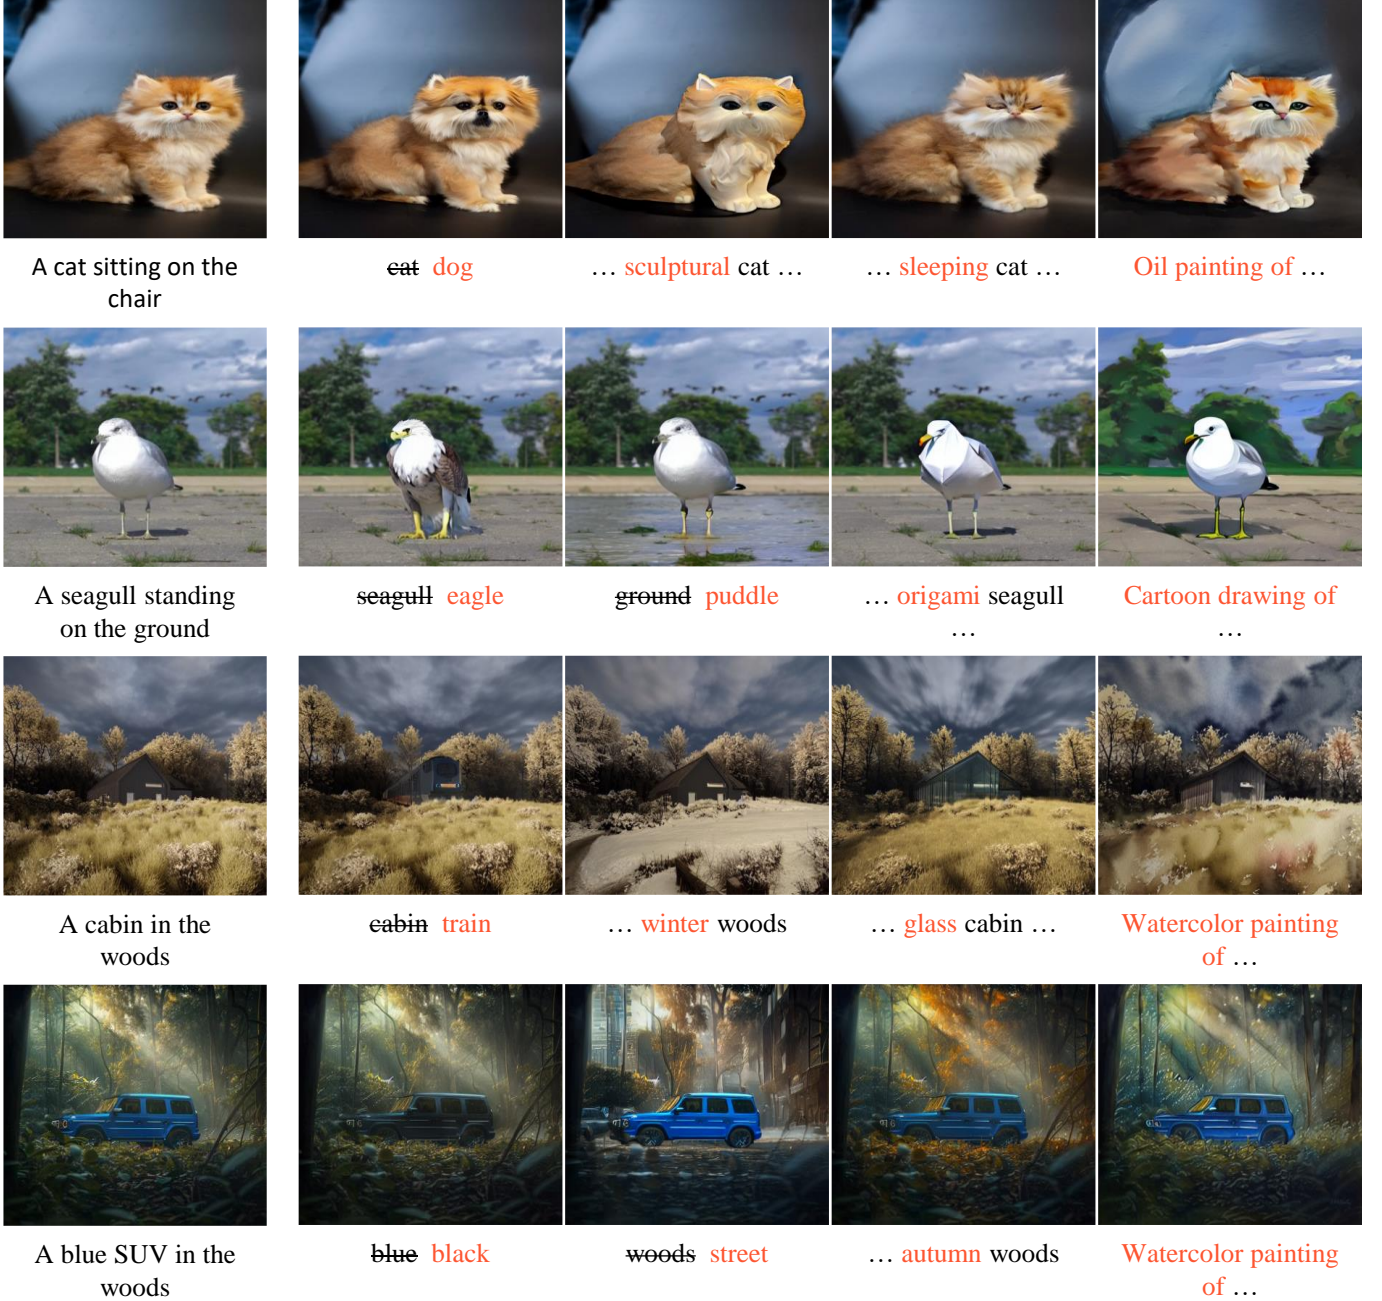 A cat sitting on the
chair
cat dog
… sculptural cat …
… sleeping cat …
Oil painting of …
A seagull standing
on the ground
seagull eagle
ground puddle
… origami seagull
…
Cartoon drawing of
…
A cabin in the
woods
cabin train
… winter woods
… glass cabin …
Watercolor painting
of …
A blue SUV in the
woods
blue black
woods street
… autumn woods
Watercolor painting
of …